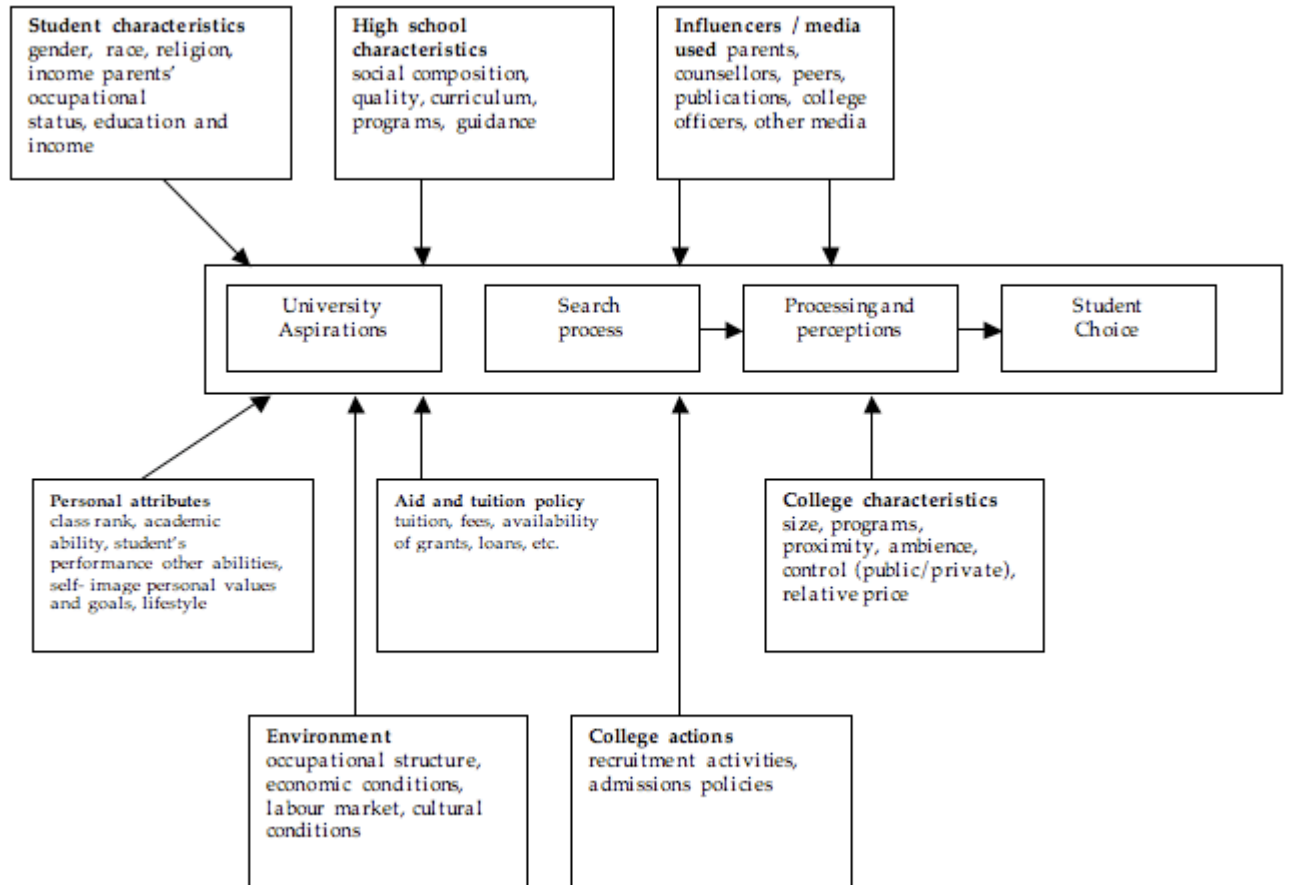 Student characteristics
gender, race, religion,
income parents'
occupational
status, education and
income
High school
characteristics
social composition,
quality, curriculum,
programs, guidance
Influencers / media
used parents,
counsellors, peers,
publications, college
officers, other media
University
Aspirations
Search
process
Processing and
perceptions
Student
Choice
Personal attributes
class rank, academic
ability, student's
performance other abilities,
self- image personal values
and goals, lifestyle
Aid and tuition policy
tuition, fees, availability
of grants, loans, etc.
College characteristics
size, programs,
proximity, ambience,
control (public/private),
relative price
Environment
occupational structure,
economic conditions,
labour market, cultural
conditions
College actions
recruitment activities,
admissions policies